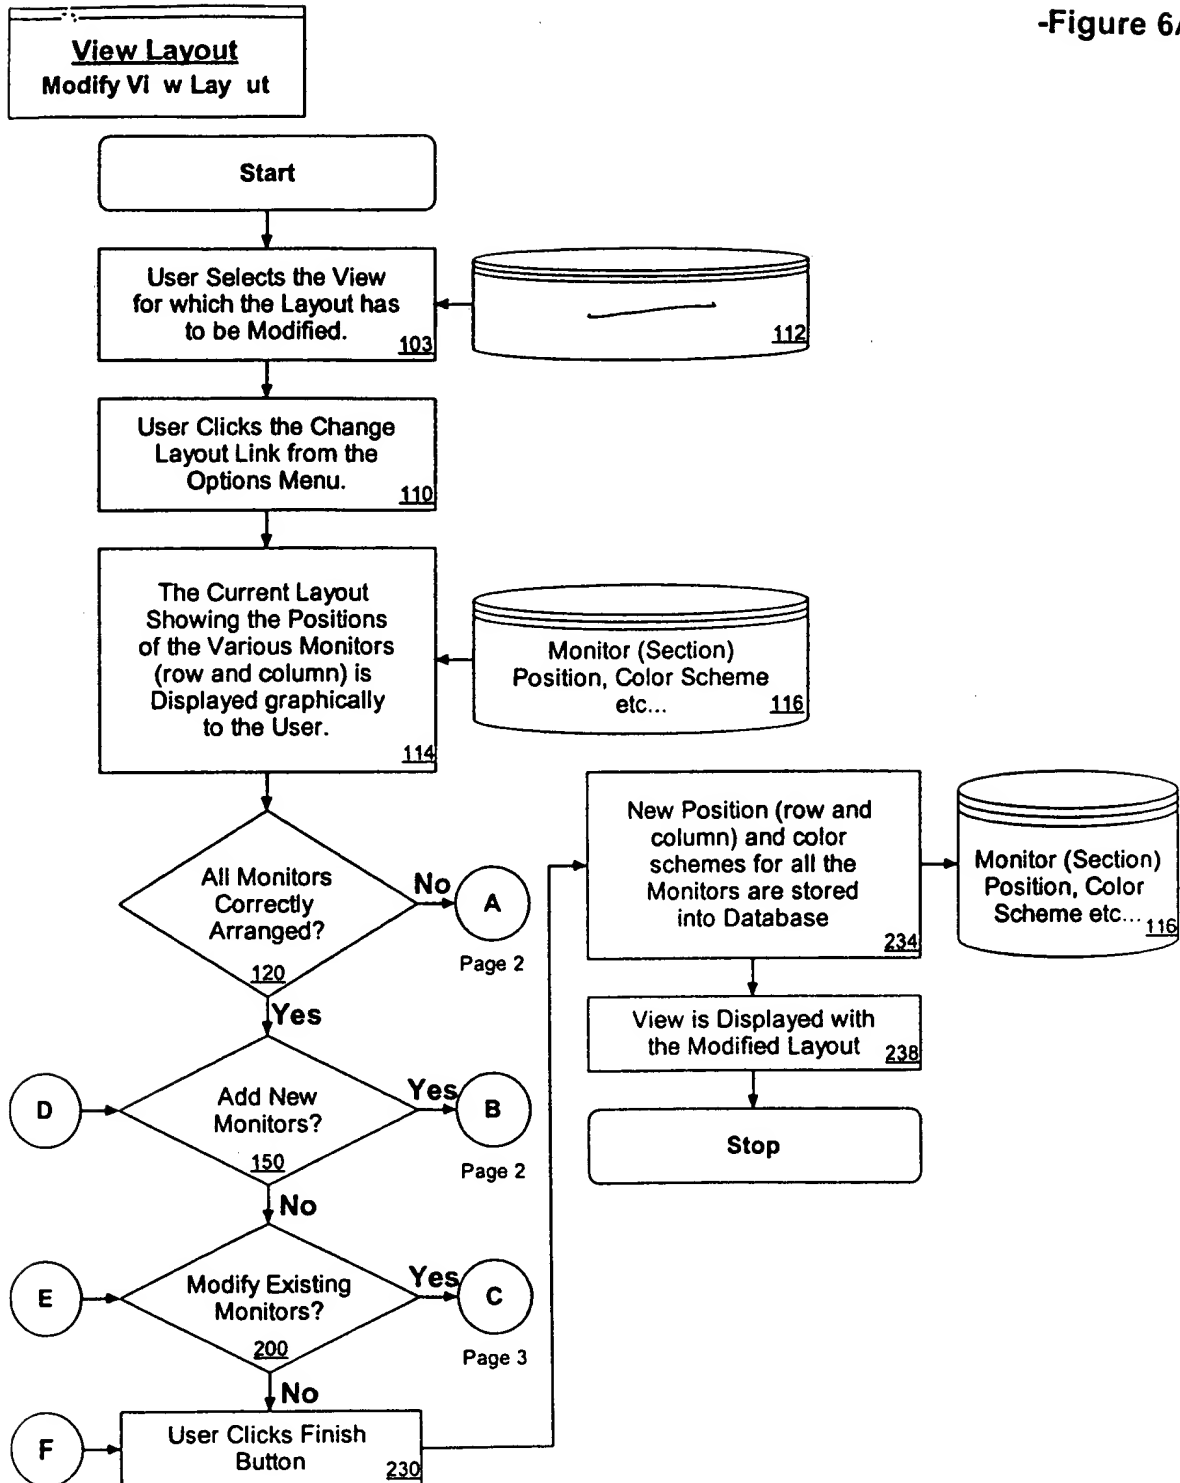 -Figure 6A
View Layout
Modify Vi w Lay ut
Start
User Selects the View
for which the Layout has
to be Modified.
103
112
User Clicks the Change
Layout Link from the
Options Menu.
110
The Current Layout
Showing the Positions
of the Various Monitors
(row and column) is
Displayed graphically
to the User.
114
Monitor (Section)
Position, Color Scheme
etc...
116
All Monitors
Correctly
Arranged?
120
No
A
Page 2
Yes
D
Add New
Monitors?
150
Yes
B
Page 2
No
E
Modify Existing
Monitors?
200
Yes
C
Page 3
No
F
User Clicks Finish
Button
230
New Position (row and
column) and color
schemes for all the
Monitors are stored
into Database
234
Monitor (Section)
Position, Color
Scheme etc...
116
View is Displayed with
the Modified Layout
238
Stop